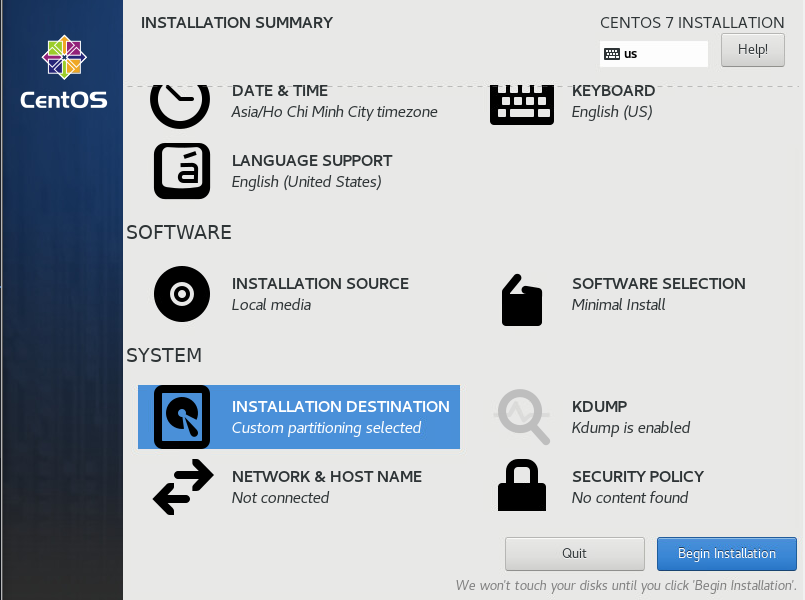 INSTALLATION SUMMARY
CENTOS 7 INSTALLATION
us
Help!
CentOS
DATE & TIME
Asia/Ho Chi Minh City timezone
KEYBOARD
English (US)
LANGUAGE SUPPORT
English (United States)
SOFTWARE
INSTALLATION SOURCE
Local media
SOFTWARE SELECTION
Minimal Install
SYSTEM
INSTALLATION DESTINATION
Custom partitioning selected
KDUMP
Kdump is enabled
NETWORK & HOST NAME
Not connected
SECURITY POLICY
No content found
Quit
Begin Installation
We won't touch your disks until you click 'Begin Installation'.